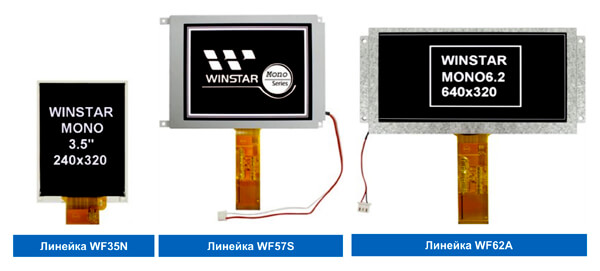 WINSTAR
MONO
3.5"
240x320
WINSTAR
Mono
Series
WINSTAR
MONO6.2
640x320
Линейка WF35N
Линейка WF57S
Линейка WF62A